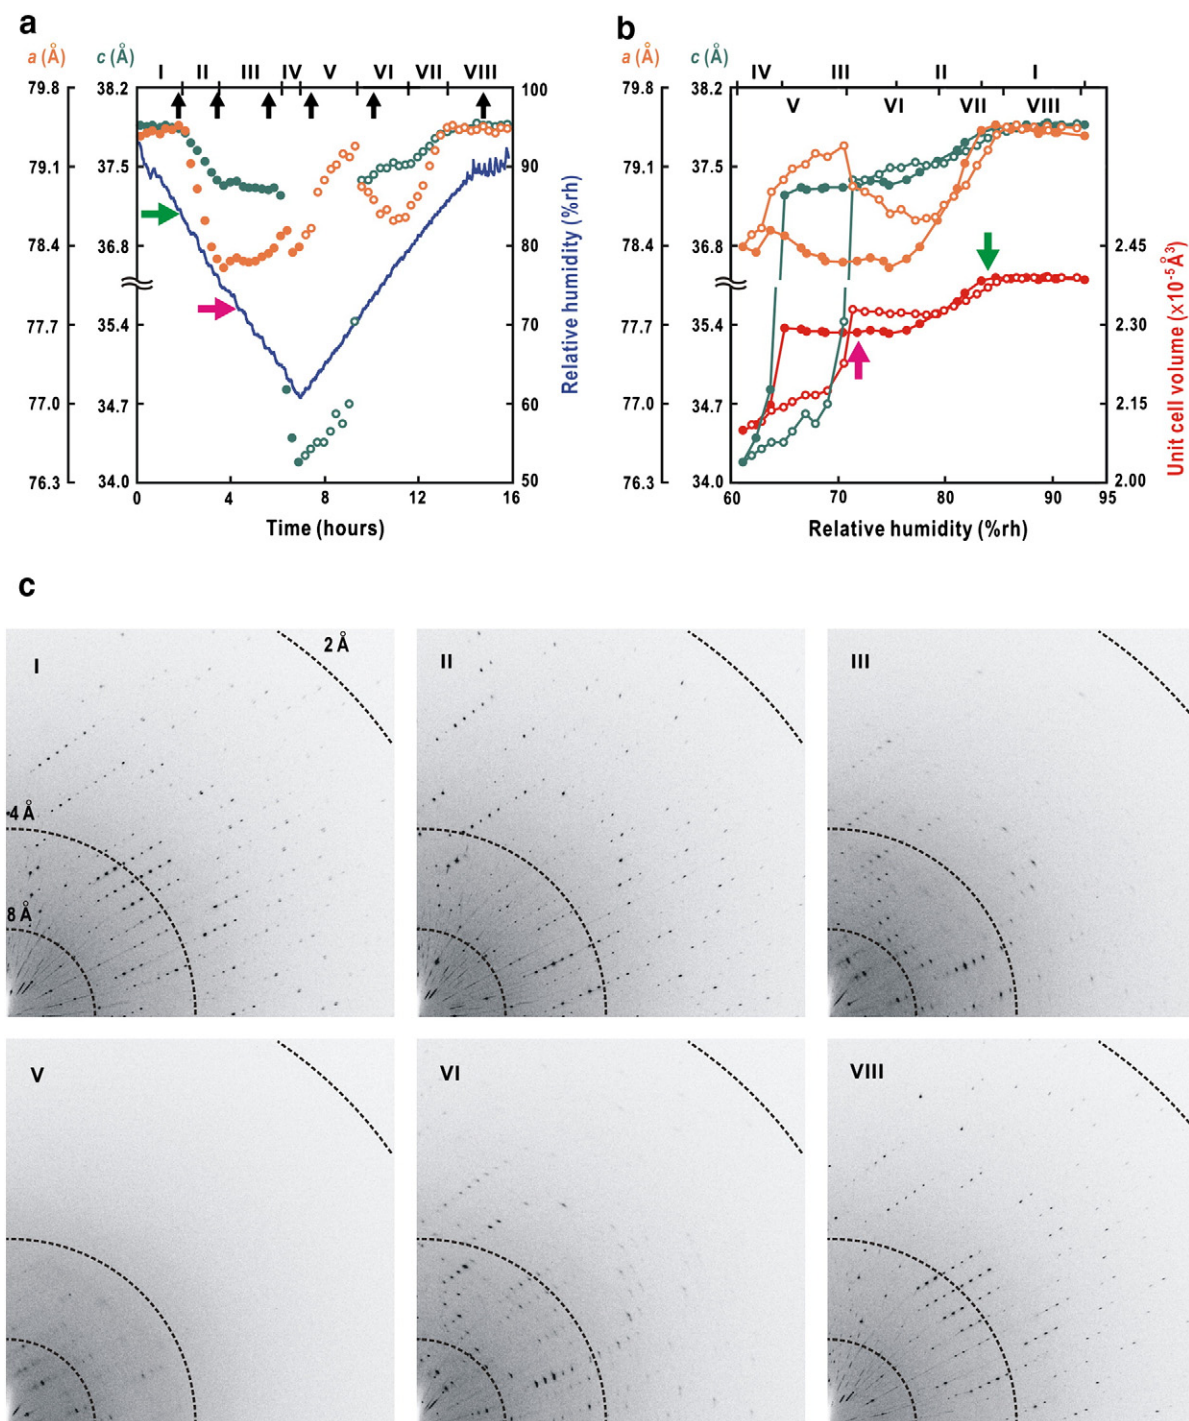 a
a (Å) c (Å)
I II III IV V VI VII VIII
79.8 38.2 100
79.1 37.5 90
78.4 36.8 80
77.7 35.4 70
77.0 34.7 60
76.3 34.0 50
0 4 8 12 16
Time (hours)
Relative humidity (%rh)
b
a (Å) c (Å)
IV III II I
V VI VII VIII
79.8 38.2
79.1 37.5
78.4 36.8 2.45
77.7 35.4 2.30
77.0 34.7 2.15
76.3 34.0 2.00
60 70 80 90 95
Relative humidity (%rh)
Unit cell volume (×10⁻⁵ Å³)
c
I
2 Å
4 Å
8 Å
II
III
V
VI
VIII